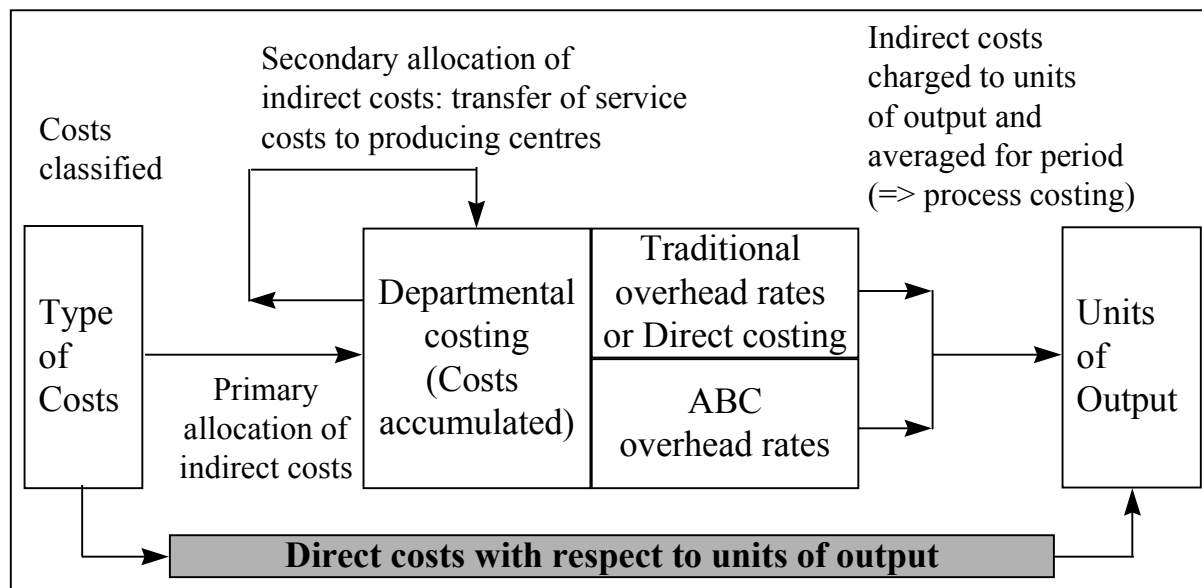 Costs
classified
Secondary allocation of
indirect costs: transfer of service
costs to producing centres
Indirect costs
charged to units
of output and
averaged for period
(=> process costing)
Type
of
Costs
Primary
allocation of
indirect costs
Departmental
costing
(Costs
accumulated)
Traditional
overhead rates
or Direct costing
ABC
overhead rates
Units
of
Output
Direct costs with respect to units of output